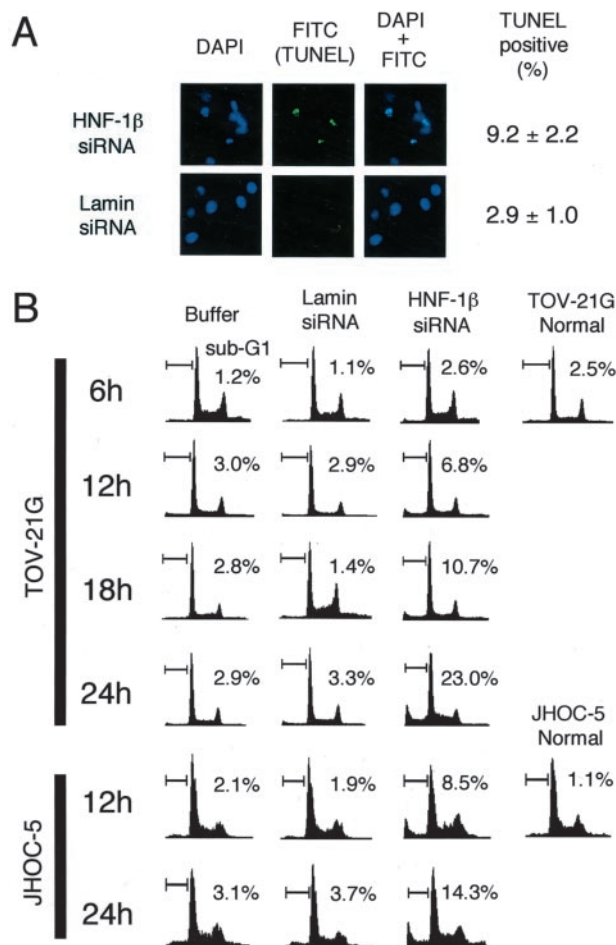 A
DAPI
FITC
(TUNEL)
DAPI
+
FITC
TUNEL
positive
(%)
HNF-1β
siRNA
9.2 ± 2.2
Lamin
siRNA
2.9 ± 1.0
B
Buffer
Lamin
siRNA
HNF-1β
siRNA
TOV-21G
Normal
TOV-21G
6h
sub-G1
1.2%
1.1%
2.6%
2.5%
12h
3.0%
2.9%
6.8%
18h
2.8%
1.4%
10.7%
24h
2.9%
3.3%
23.0%
JHOC-5
Normal
JHOC-5
12h
2.1%
1.9%
8.5%
1.1%
24h
3.1%
3.7%
14.3%